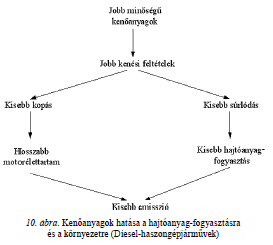 Jobb minőségű
kenőanyagok
Jobb kenési feltételek
Kisebb kopás
Kisebb súrlódás
Hosszabb
motorélettartam
Kisebb hajtóanyag-
fogyasztás
Kisebb emisszió
10. ábra. Kenőanyagok hatása a hajtóanyag-fogyasztásra
és a környezetre (Diesel-haszongépjárművek)